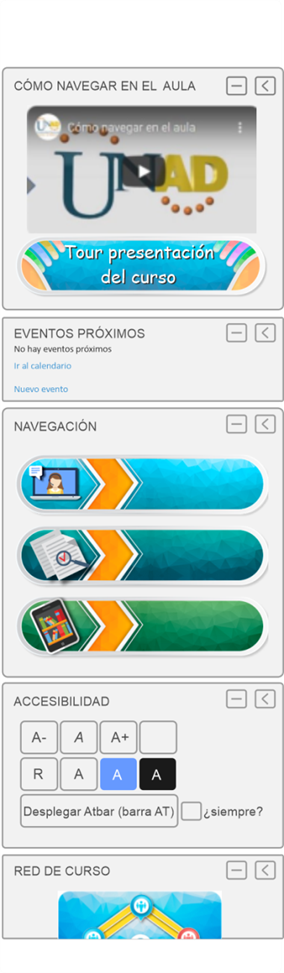 CÓMO NAVEGAR EN EL AULA
Cómo navegar en el aula
UNAD
Tour presentación
del curso
EVENTOS PRÓXIMOS
No hay eventos próximos
Ir al calendario
Nuevo evento
NAVEGACIÓN
ACCESIBILIDAD
A- A A+
R A A A
Desplegar Atbar (barra AT) ¿siempre?
RED DE CURSO